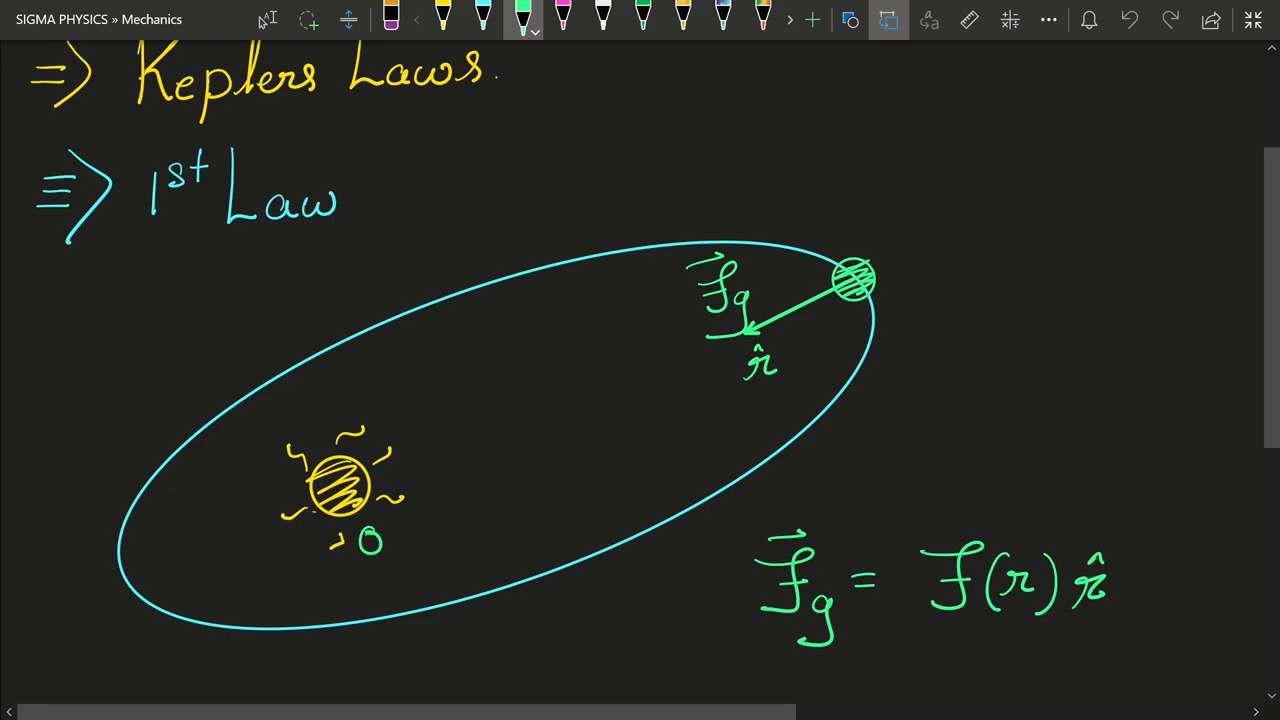 SIGMA PHYSICS » Mechanics
=> Keplers Laws.
≡> 1st Law
F⃗g
r̂
O
F⃗g = F(r) r̂